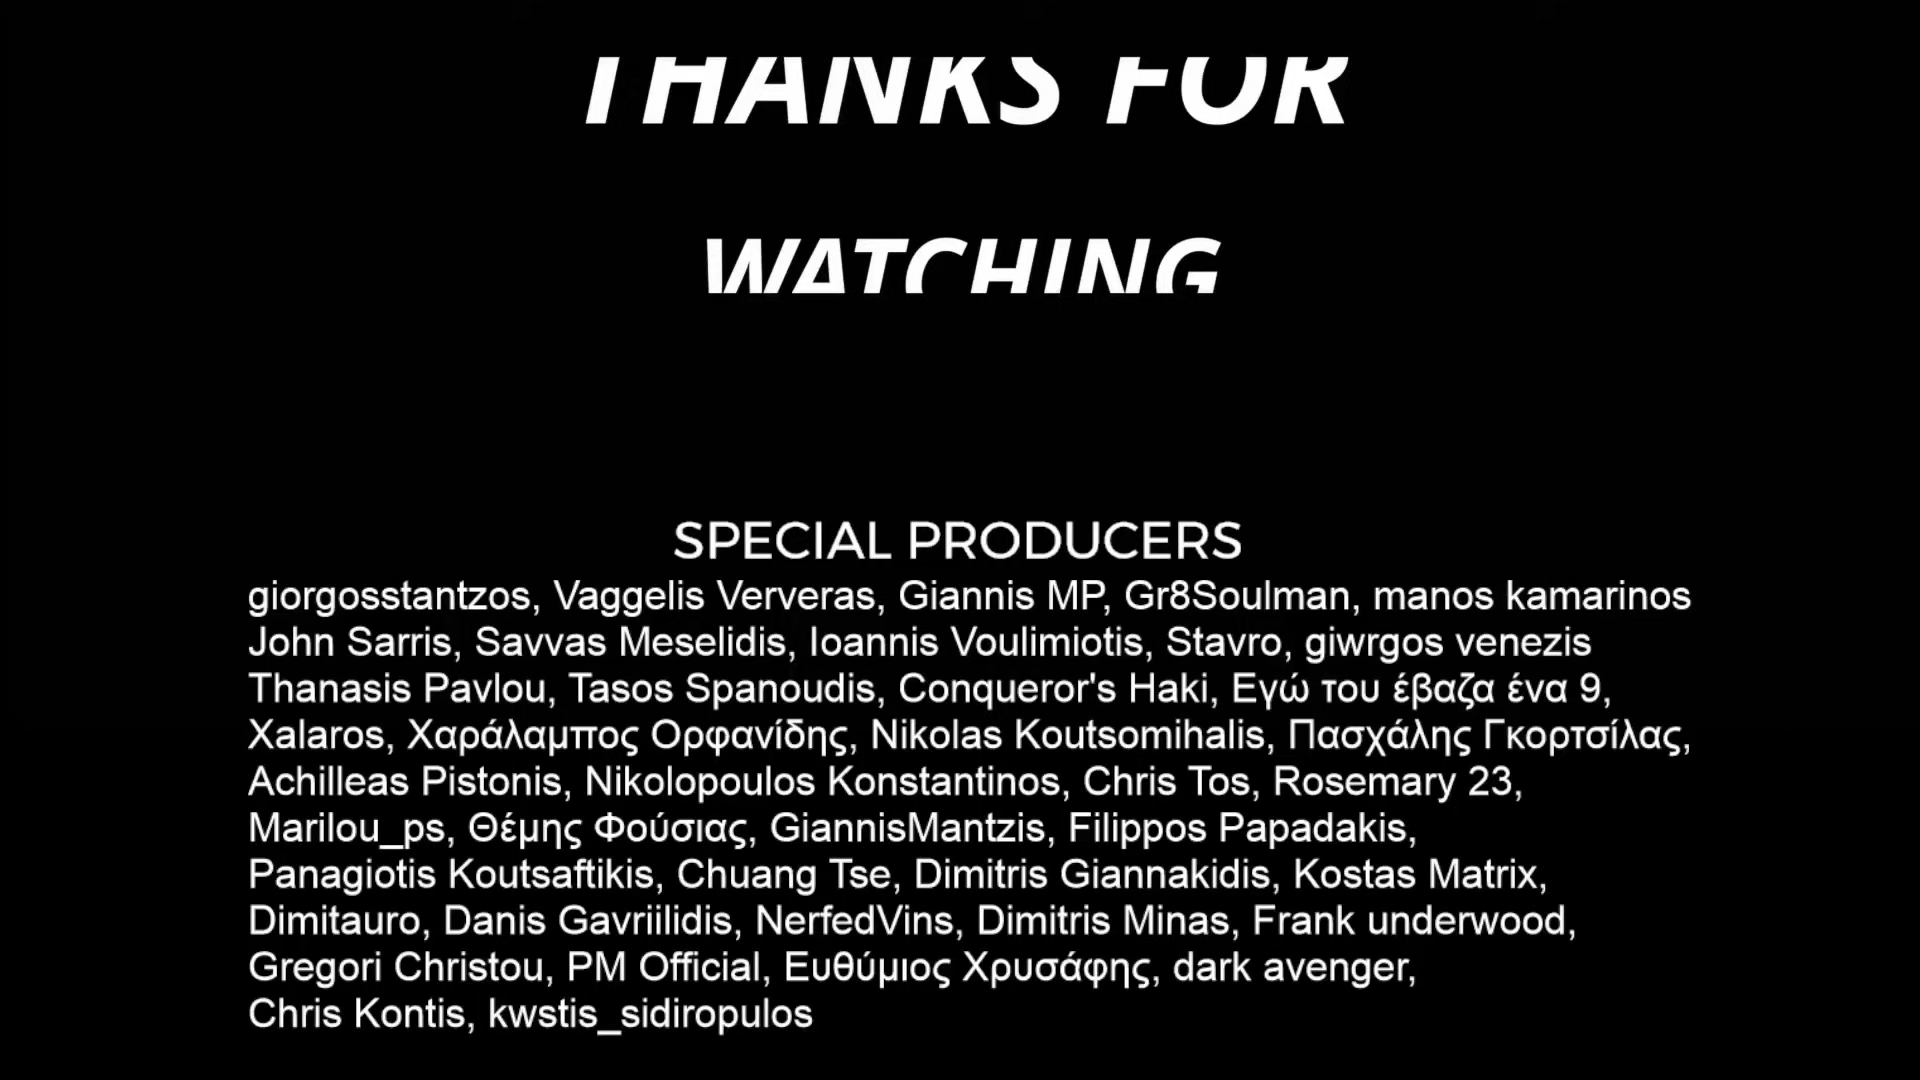 THANKS FOR
WATCHING
SPECIAL PRODUCERS
giorgosstantzos, Vaggelis Ververas, Giannis MP, Gr8Soulman, manos kamarinos
John Sarris, Savvas Meselidis, Ioannis Voulimiotis, Stavro, giwrgos venezis
Thanasis Pavlou, Tasos Spanoudis, Conqueror's Haki, Εγώ του έβαζα ένα 9,
Xalaros, Χαράλαμπος Ορφανίδης, Nikolas Koutsomihalis, Πασχάλης Γκορτσίλας,
Achilleas Pistonis, Nikolopoulos Konstantinos, Chris Tos, Rosemary 23,
Marilou_ps, Θέμης Φούσιας, GiannisMantzis, Filippos Papadakis,
Panagiotis Koutsaftikis, Chuang Tse, Dimitris Giannakidis, Kostas Matrix,
Dimitauro, Danis Gavriilidis, NerfedVins, Dimitris Minas, Frank underwood,
Gregori Christou, PM Official, Ευθύμιος Χρυσάφης, dark avenger,
Chris Kontis, kwstis_sidiropulos